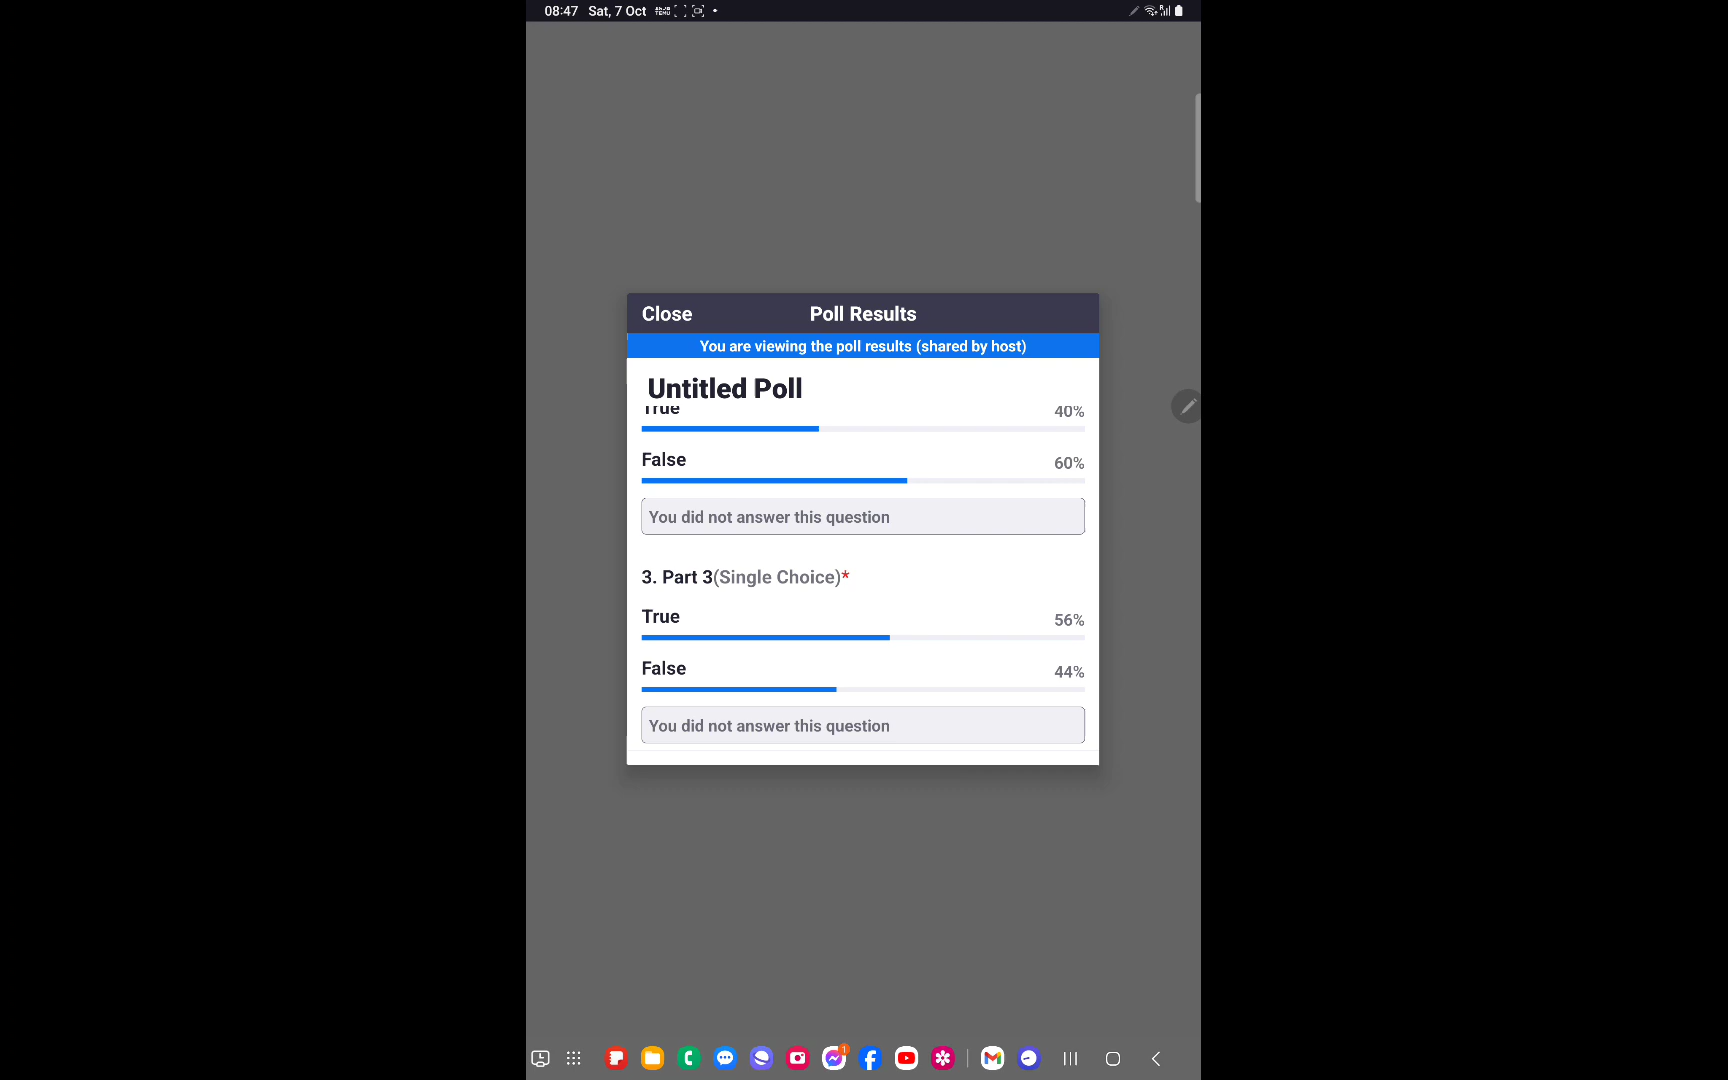 08:47 Sat, 7 Oct
Close Poll Results
You are viewing the poll results (shared by host)
Untitled Poll
True 40%
False 60%
You did not answer this question
3. Part 3(Single Choice)*
True 56%
False 44%
You did not answer this question
1